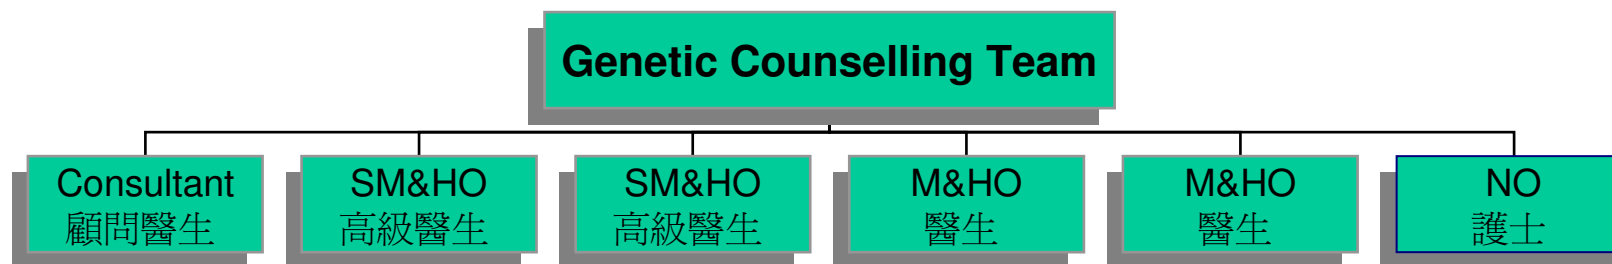 Genetic Counselling Team
Consultant
顧問醫生
SM&HO
高級醫生
SM&HO
高級醫生
M&HO
醫生
M&HO
醫生
NO
護士